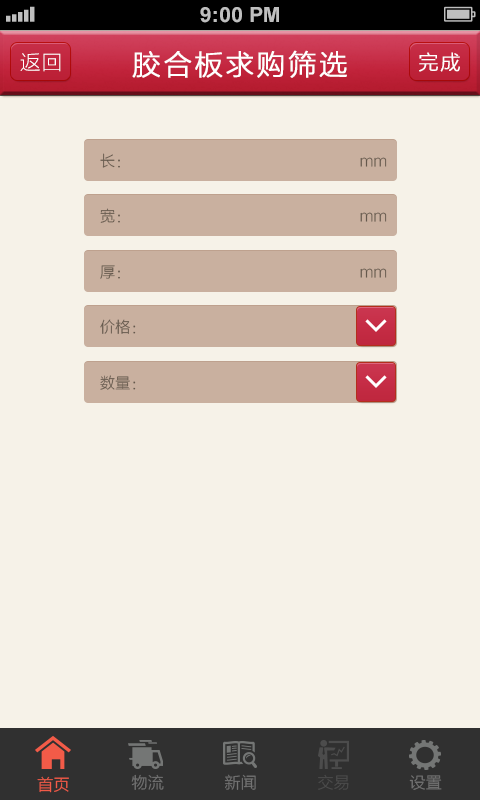 9:00 PM
返回 胶合板求购筛选 完成
长: mm
宽: mm
厚: mm
价格:
数量:
首页 物流 新闻 交易 设置